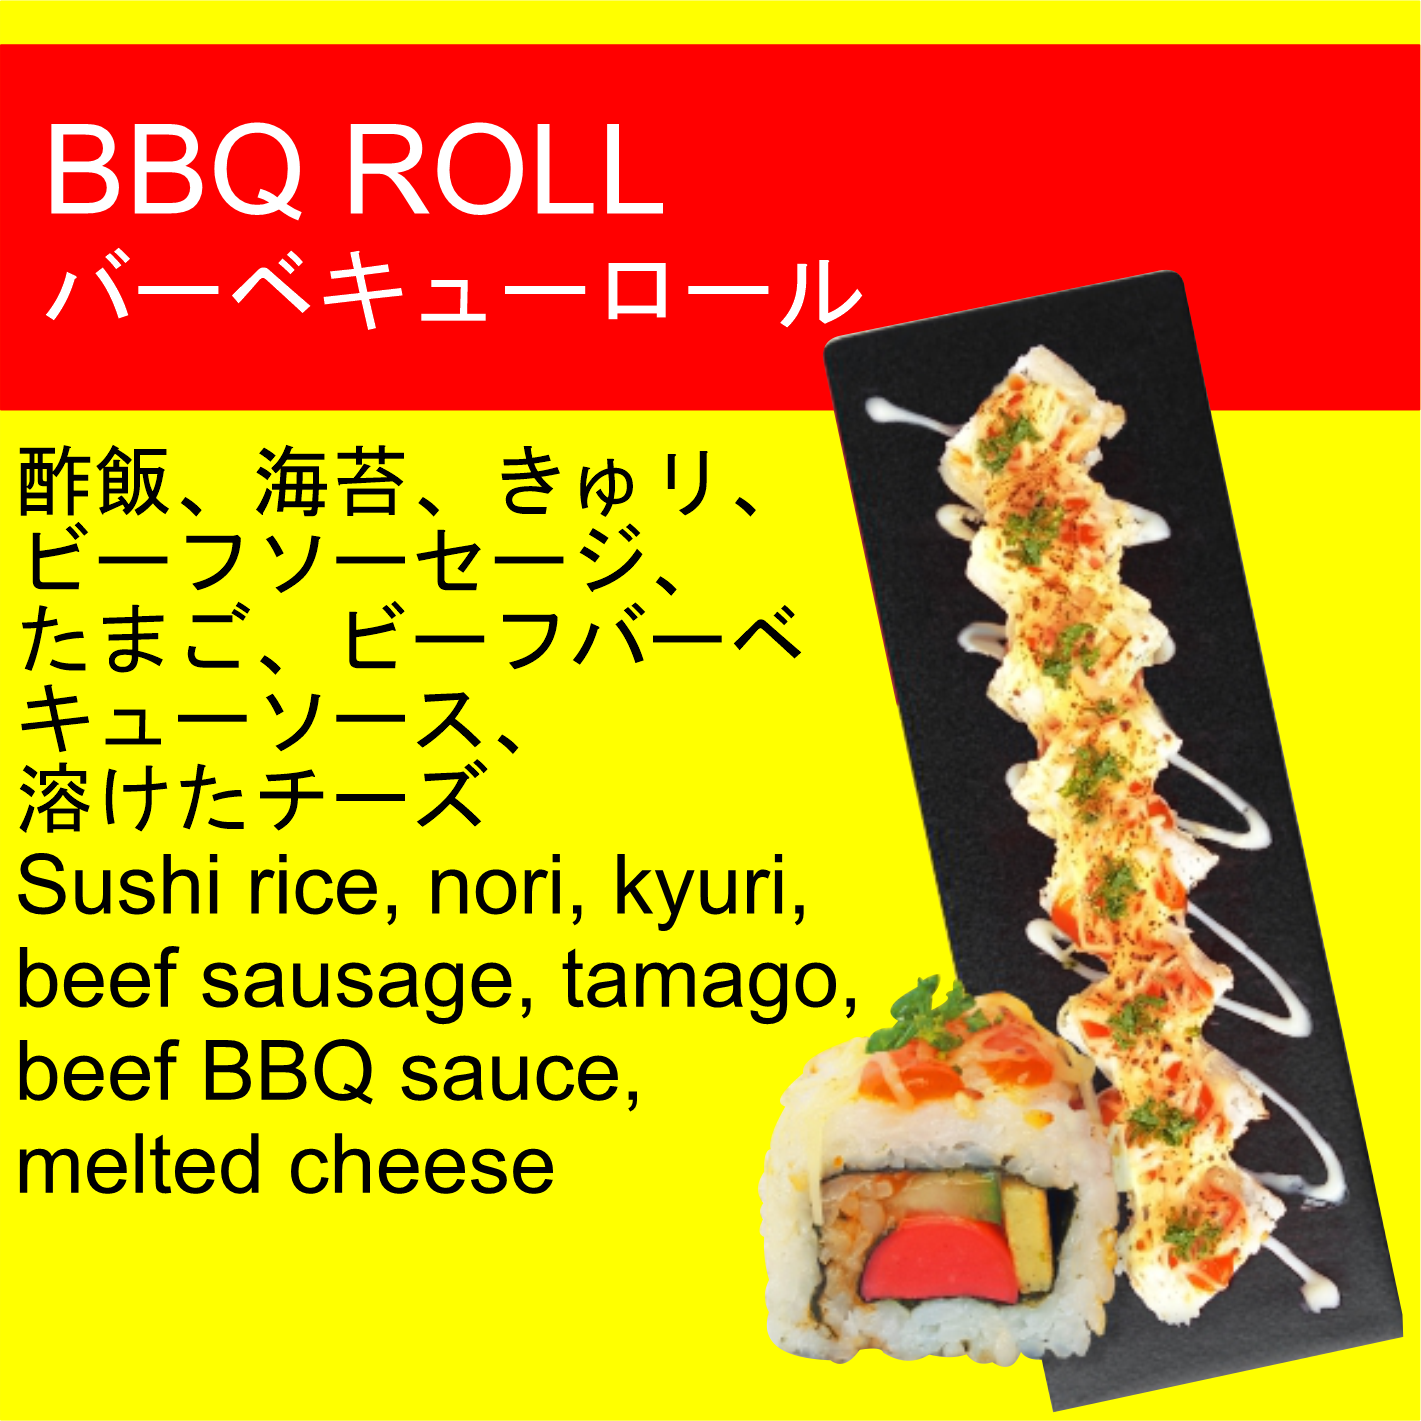 BBQ ROLL
バーベキューロール
酢飯、海苔、きゅリ、
ビーフソーセージ、
たまご、ビーフバーベ
キューソース、
溶けたチーズ
Sushi rice, nori, kyuri,
beef sausage, tamago,
beef BBQ sauce,
melted cheese